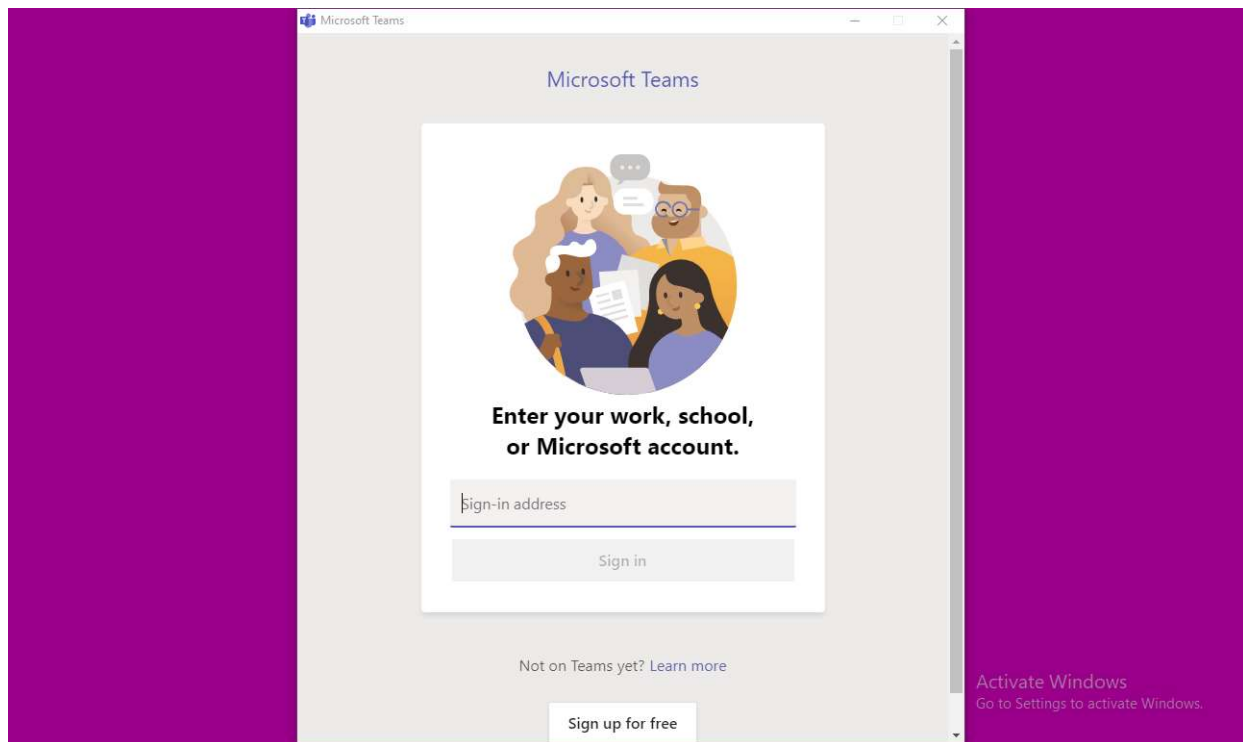 Microsoft Teams
Microsoft Teams
Enter your work, school,
or Microsoft account.
Sign-in address
Sign in
Not on Teams yet? Learn more
Sign up for free
Activate Windows
Go to Settings to activate Windows.